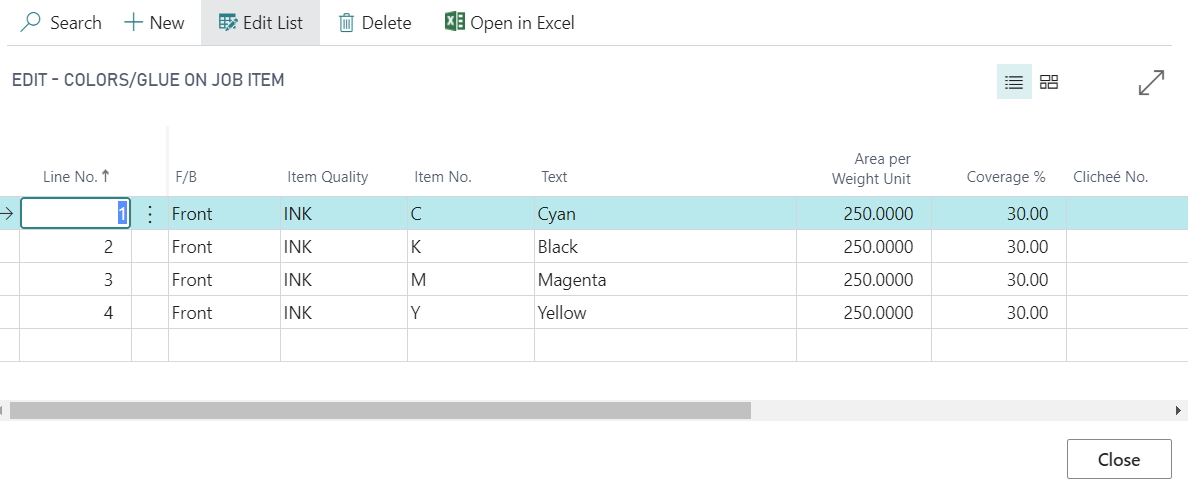 Search New Edit List Delete Open in Excel
EDIT - COLORS/GLUE ON JOB ITEM
Line No.↑ F/B Item Quality Item No. Text Area per Weight Unit Coverage % Clicheé No.
1 Front INK C Cyan 250.0000 30.00
2 Front INK K Black 250.0000 30.00
3 Front INK M Magenta 250.0000 30.00
4 Front INK Y Yellow 250.0000 30.00
Close